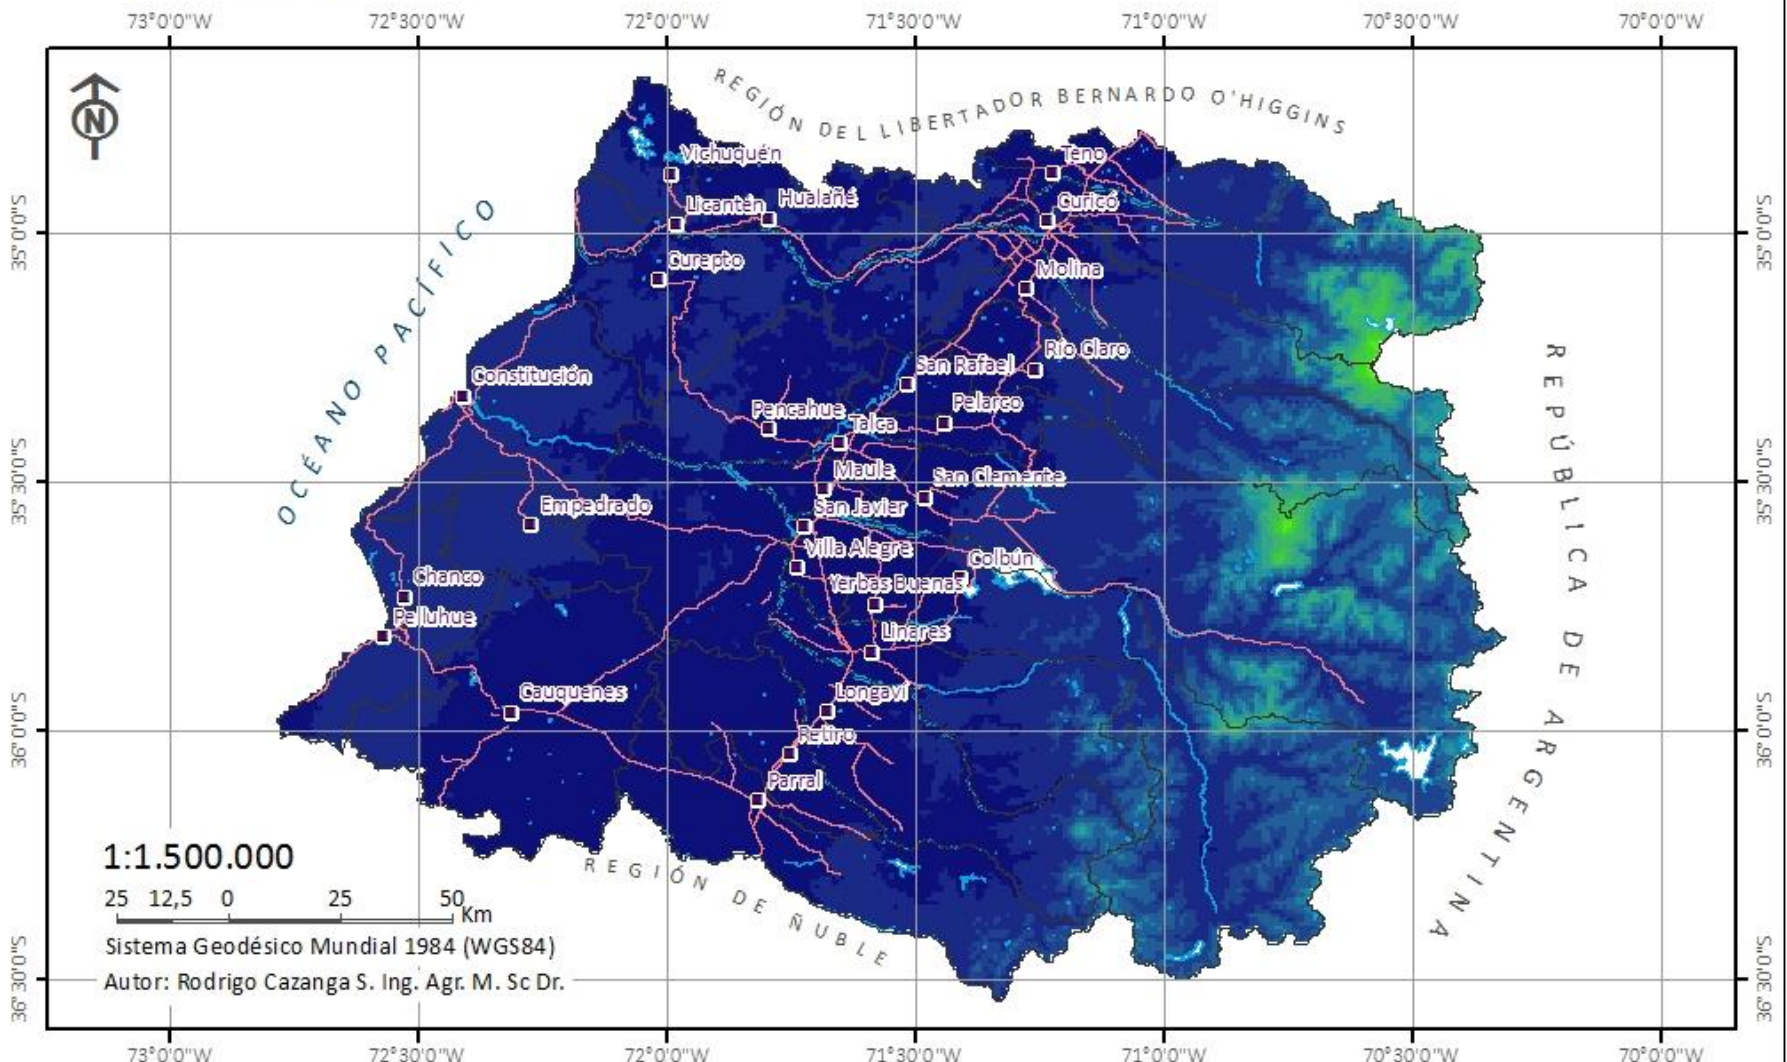 73°0'0"W 72°30'0"W 72°0'0"W 71°30'0"W 71°0'0"W 70°30'0"W 70°0'0"W
N
REGIÓN DEL LIBERTADOR BERNARDO O'HIGGINS
OCÉANO PACÍFICO
REPÚBLICA DE ARGENTINA
REGIÓN DE ÑUBLE
35°0'0"S
35°30'0"S
36°0'0"S
36°30'0"S
35°0'0"S
35°30'0"S
36°0'0"S
36°30'0"S
Vichuquén
Teno
Licantén
Hualañé
Curicó
Curepto
Molina
Río Claro
San Rafael
Constitución
Pencahue
Pelarco
Talca
Maule
San Clemente
Empedrado
San Javier
Villa Alegre
Colbún
Chanco
Yerbas Buenas
Pelluhue
Linares
Cauquenes
Longaví
Retiro
Parral
1:1.500.000
25 12,5 0 25 50
Km
Sistema Geodésico Mundial 1984 (WGS84)
Autor: Rodrigo Cazanga S. Ing. Agr. M. Sc Dr.
73°0'0"W 72°30'0"W 72°0'0"W 71°30'0"W 71°0'0"W 70°30'0"W 70°0'0"W